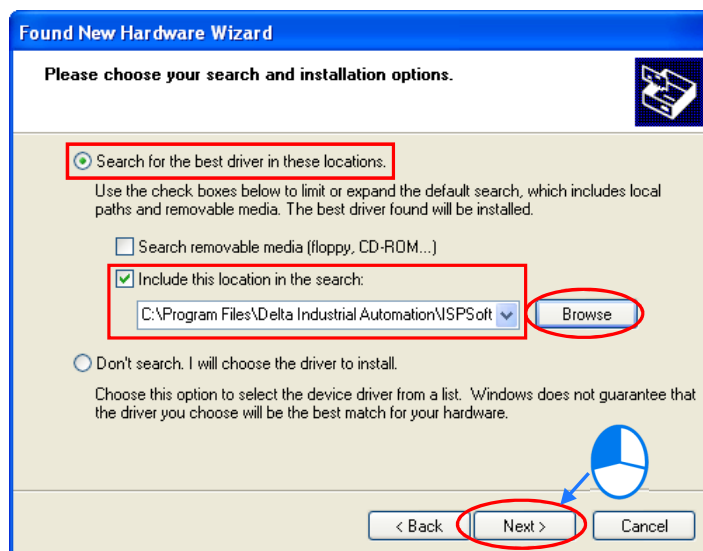 Found New Hardware Wizard
Please choose your search and installation options.
Search for the best driver in these locations.
Use the check boxes below to limit or expand the default search, which includes local
paths and removable media. The best driver found will be installed.
Search removable media (floppy, CD-ROM...)
Include this location in the search:
C:\Program Files\Delta Industrial Automation\ISPSoft
Browse
Don't search. I will choose the driver to install.
Choose this option to select the device driver from a list. Windows does not guarantee that
the driver you choose will be the best match for your hardware.
< Back
Next >
Cancel